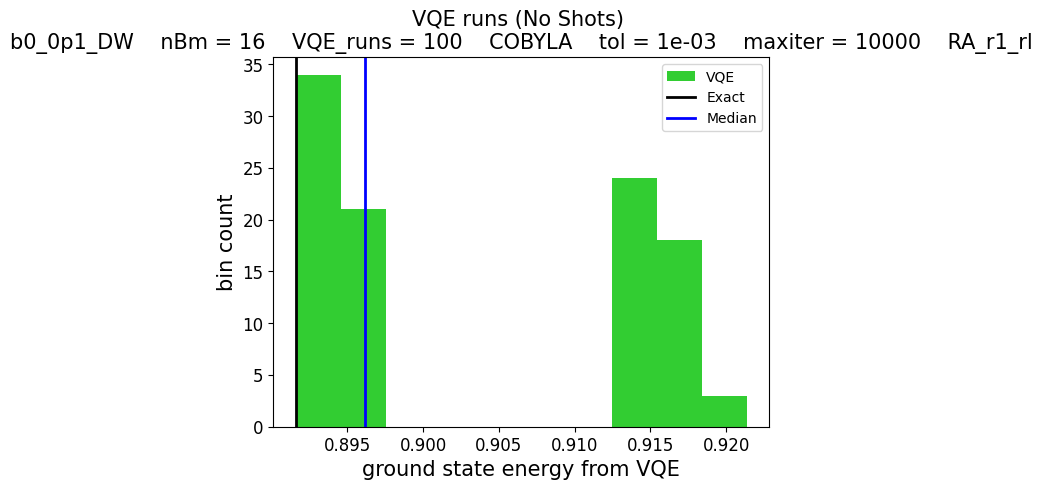 VQE runs (No Shots)
b0_0p1_DW nBm = 16 VQE_runs = 100 COBYLA tol = 1e-03 maxiter = 10000 RA_r1_rl
35
30
25
20
15
10
5
0
bin count
VQE
Exact
Median
0.895 0.900 0.905 0.910 0.915 0.920
ground state energy from VQE